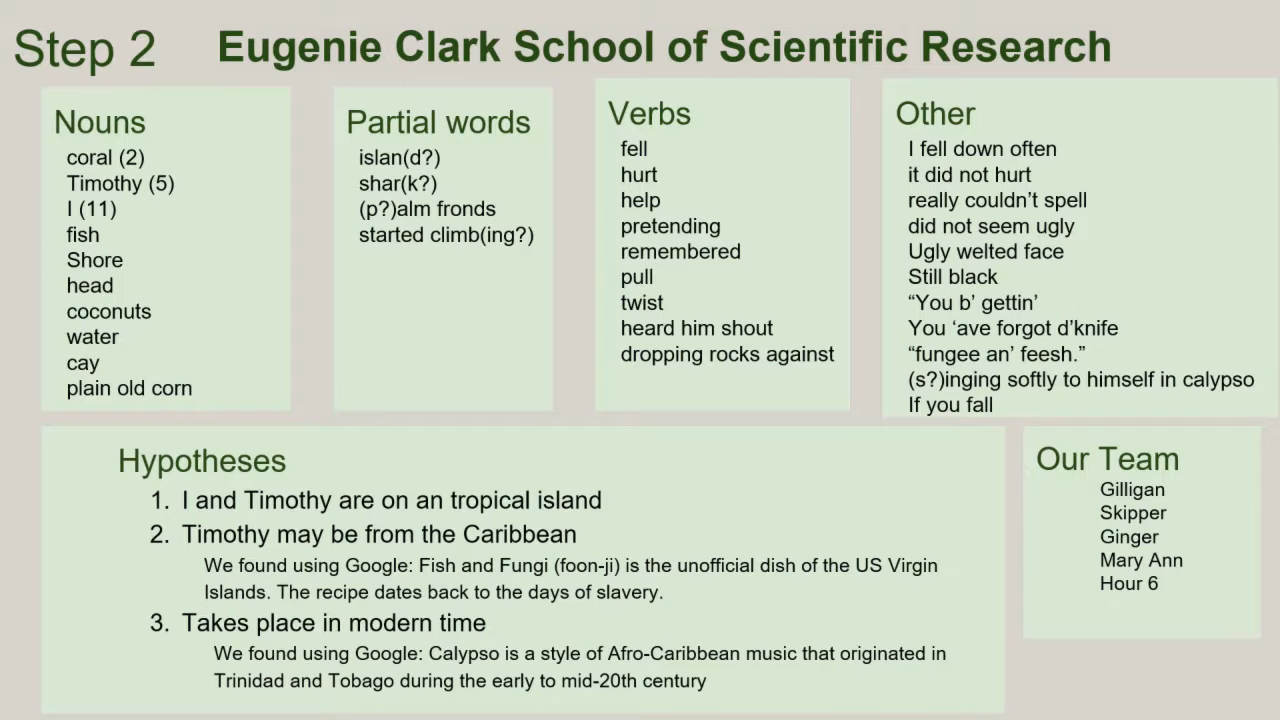 Step 2
Eugenie Clark School of Scientific Research
Nouns
coral (2)
Timothy (5)
I (11)
fish
Shore
head
coconuts
water
cay
plain old corn
Partial words
islan(d?)
shar(k?)
(p?)alm fronds
started climb(ing?)
Verbs
fell
hurt
help
pretending
remembered
pull
twist
heard him shout
dropping rocks against
Other
I fell down often
it did not hurt
really couldn’t spell
did not seem ugly
Ugly welted face
Still black
“You b’ gettin’
You ‘ave forgot d’knife
“fungee an’ feesh.”
(s?)inging softly to himself in calypso
If you fall
Hypotheses
1. I and Timothy are on an tropical island
2. Timothy may be from the Caribbean
We found using Google: Fish and Fungi (foon-ji) is the unofficial dish of the US Virgin
Islands. The recipe dates back to the days of slavery.
3. Takes place in modern time
We found using Google: Calypso is a style of Afro-Caribbean music that originated in
Trinidad and Tobago during the early to mid-20th century
Our Team
Gilligan
Skipper
Ginger
Mary Ann
Hour 6